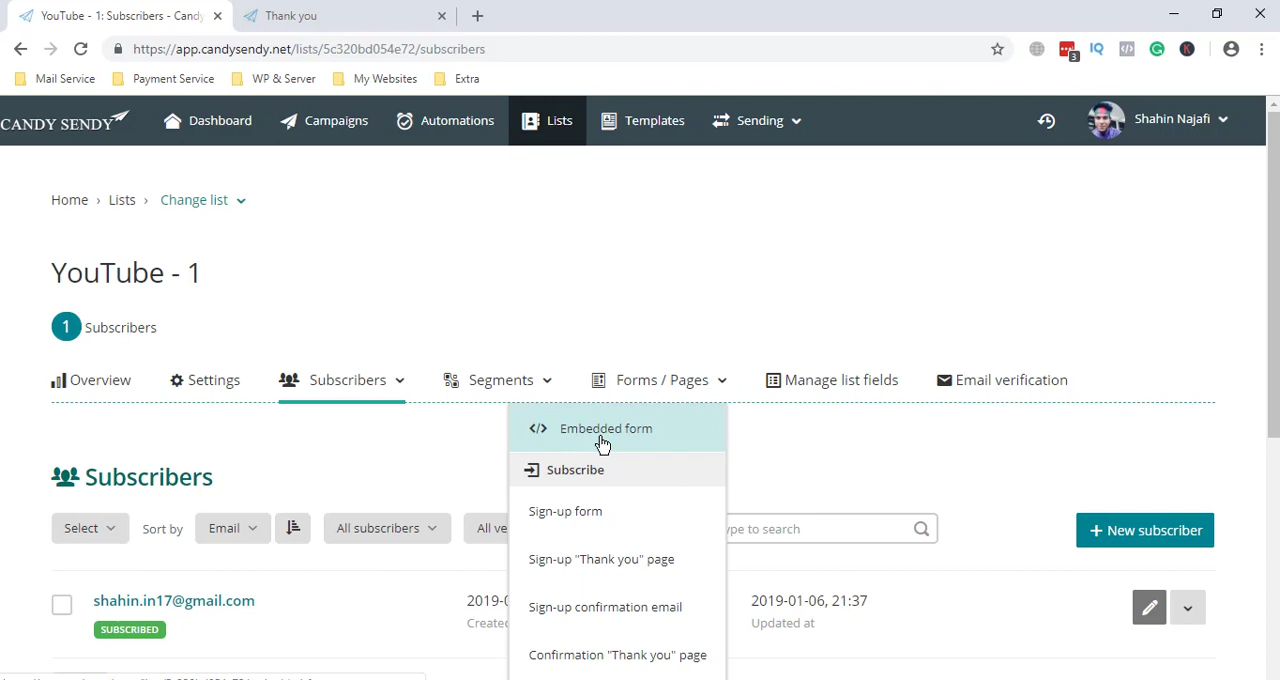 YouTube - 1: Subscribers - Candy
Thank you
https://app.candysendy.net/lists/5c320bd054e72/subscribers
3
IQ
K
Mail Service
Payment Service
WP & Server
My Websites
Extra
CANDY SENDY
Dashboard
Campaigns
Automations
Lists
Templates
Sending
Shahin Najafi
Home › Lists › Change list
YouTube - 1
1 Subscribers
Overview
Settings
Subscribers
Segments
Forms / Pages
Manage list fields
Email verification
</> Embedded form
Subscribe
Sign-up form
Sign-up "Thank you" page
Sign-up confirmation email
Confirmation "Thank you" page
Subscribers
Select
Sort by
Email
All subscribers
All ve
ype to search
+ New subscriber
shahin.in17@gmail.com
SUBSCRIBED
2019-0
Create
2019-01-06, 21:37
Updated at